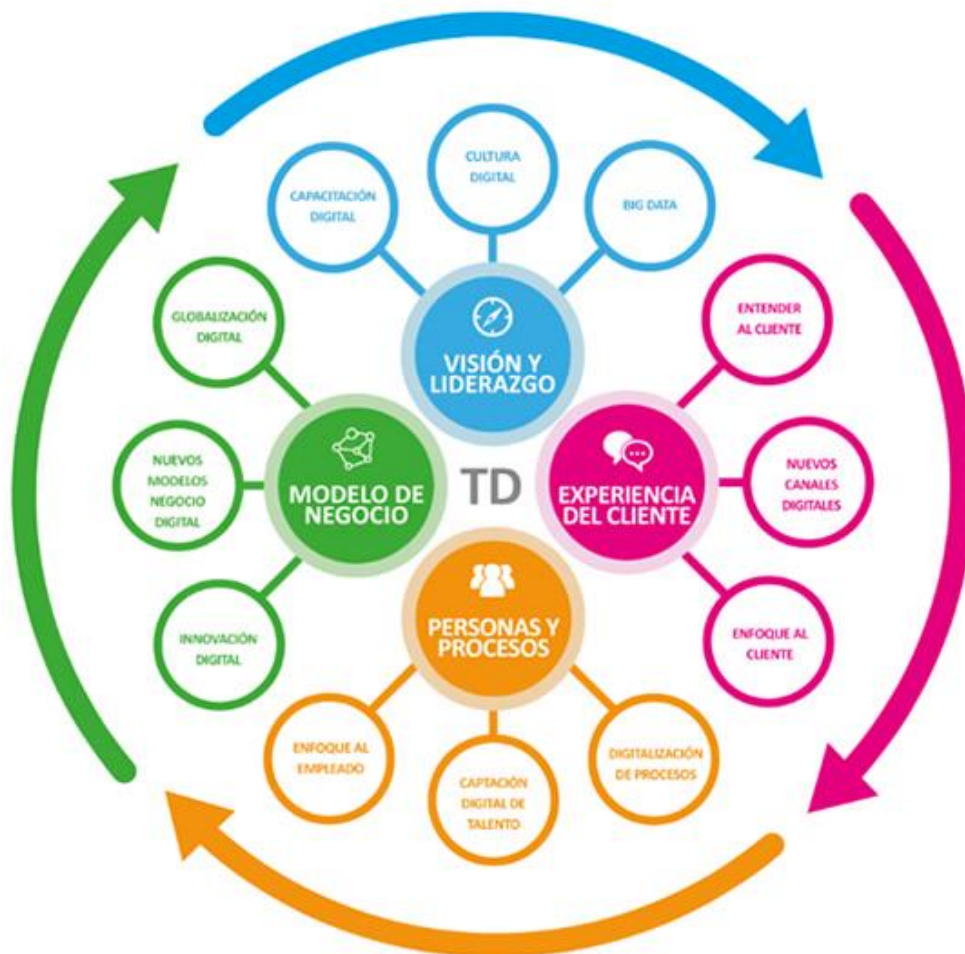 CAPACITACIÓN
DIGITAL
CULTURA
DIGITAL
BIG DATA
VISIÓN Y
LIDERAZGO
ENTENDER
AL CLIENTE
NUEVOS
CANALES
DIGITALES
ENFOQUE AL
CLIENTE
EXPERIENCIA
DEL CLIENTE
TD
PERSONAS Y
PROCESOS
DIGITALIZACIÓN
DE PROCESOS
CAPTACIÓN
DIGITAL DE
TALENTO
ENFOQUE AL
EMPLEADO
MODELO DE
NEGOCIO
INNOVACIÓN
DIGITAL
NUEVOS
MODELOS
NEGOCIO
DIGITAL
GLOBALIZACIÓN
DIGITAL